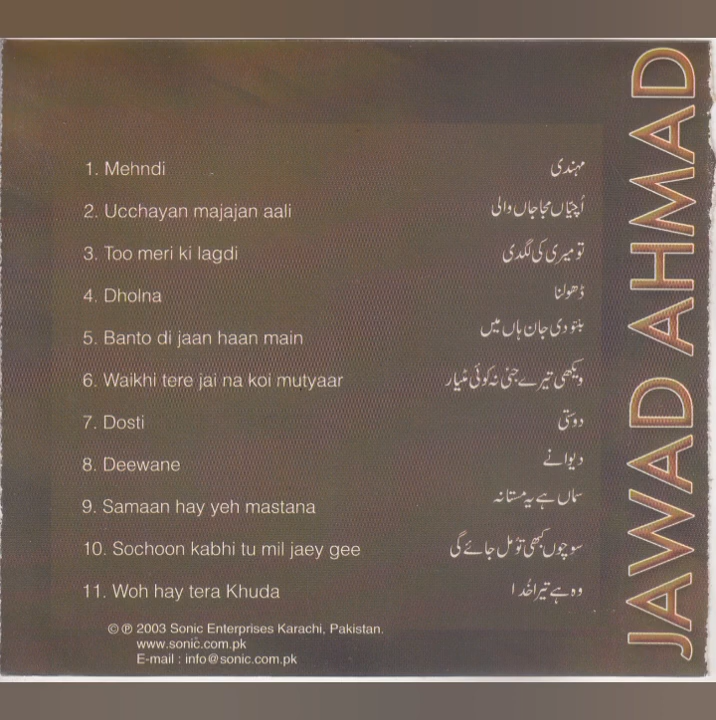 1. Mehndi مہندی
2. Ucchayan majajan aali اُچیاں مجاجاں والی
3. Too meri ki lagdi تو میری کی لگدی
4. Dholna ڈھولنا
5. Banto di jaan haan main بنتو دی جان ہاں میں
6. Waikhi tere jai na koi mutyaar ویکھی تیرے جئی نہ کوئی مٹیار
7. Dosti دوستی
8. Deewane دیوانے
9. Samaan hay yeh mastana سماں ہے یہ مستانہ
10. Sochoon kabhi tu mil jaey gee سوچوں کبھی تو مل جائے گی
11. Woh hay tera Khuda وہ ہے تیرا خُدا
© ℗ 2003 Sonic Enterprises Karachi, Pakistan.
www.sonic.com.pk
E-mail : info@sonic.com.pk
JAWAD AHMAD